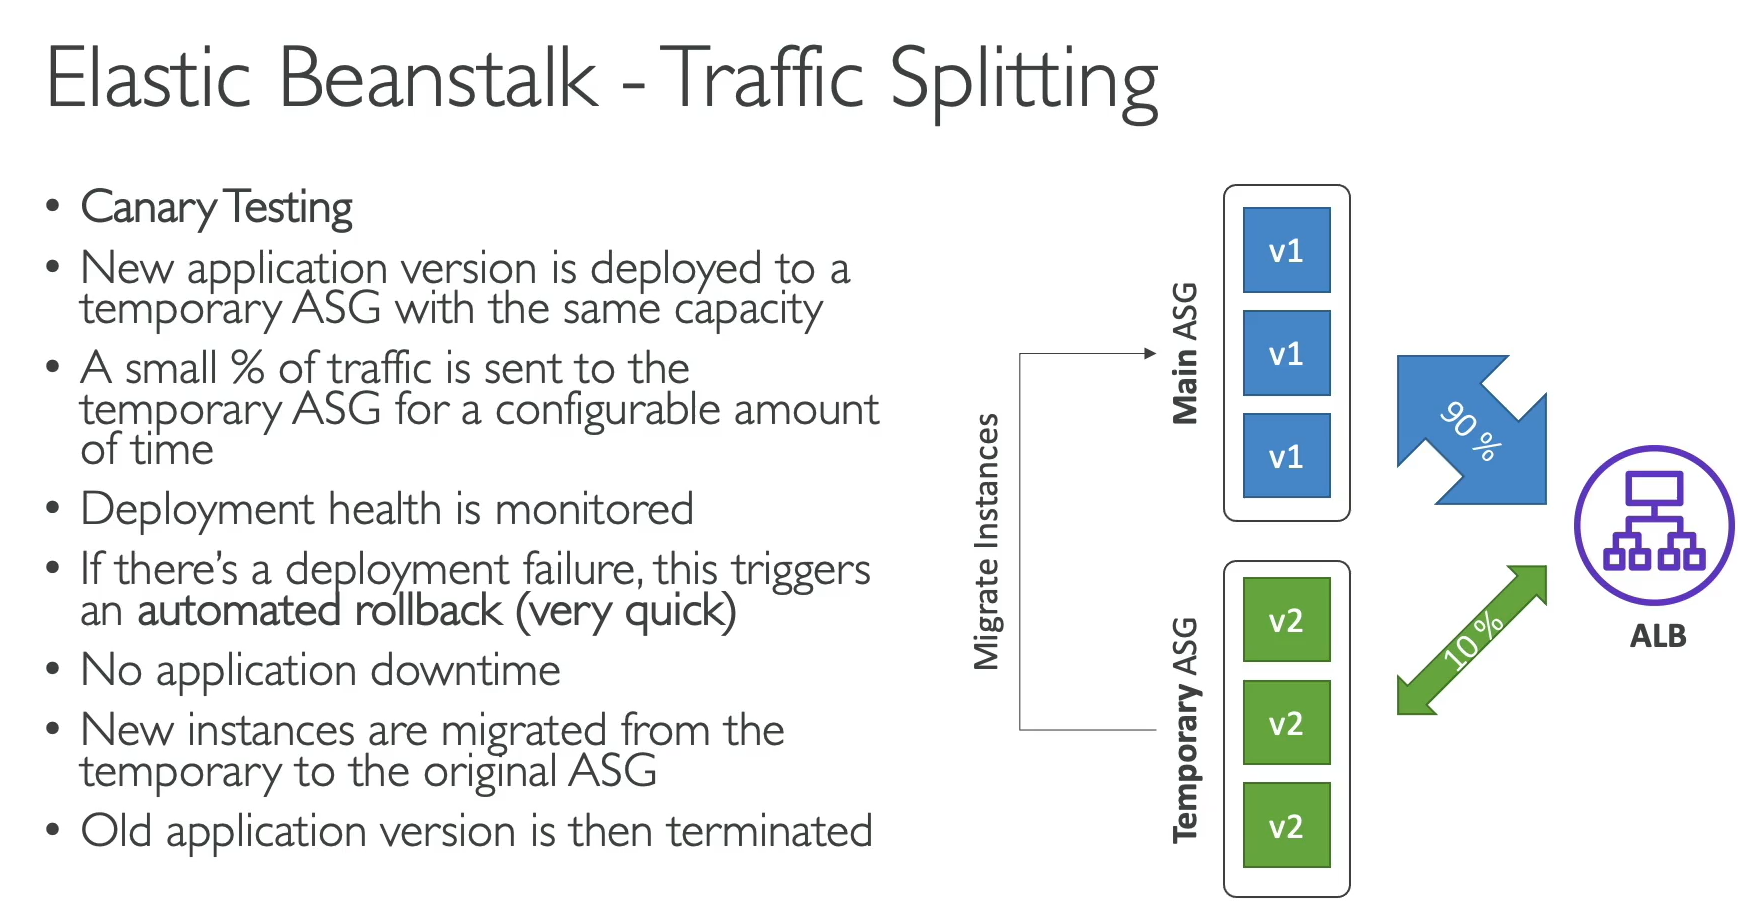 Elastic Beanstalk - Traffic Splitting
• Canary Testing
• New application version is deployed to a
temporary ASG with the same capacity
• A small % of traffic is sent to the
temporary ASG for a configurable amount
of time
• Deployment health is monitored
• If there's a deployment failure, this triggers
an automated rollback (very quick)
• No application downtime
• New instances are migrated from the
temporary to the original ASG
• Old application version is then terminated
Migrate Instances
Main ASG
v1
v1
v1
Temporary ASG
v2
v2
v2
90 %
10 %
ALB